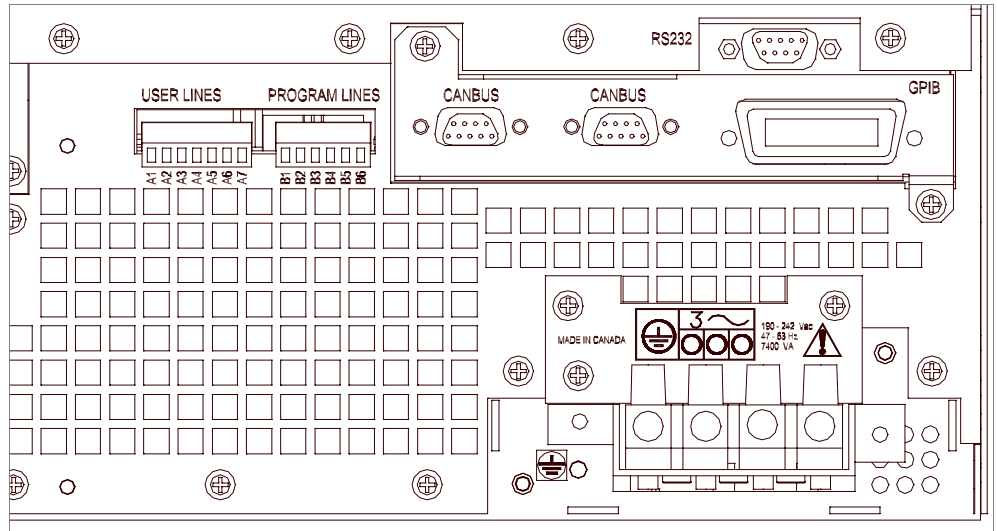 RS232
GPIB
USER LINES
PROGRAM LINES
CANBUS
CANBUS
A1
A2
A3
A4
A5
A6
A7
B1
B2
B3
B4
B5
B6
MADE IN CANADA
3
190 - 242 Vac
47 - 63 Hz
7400 VA